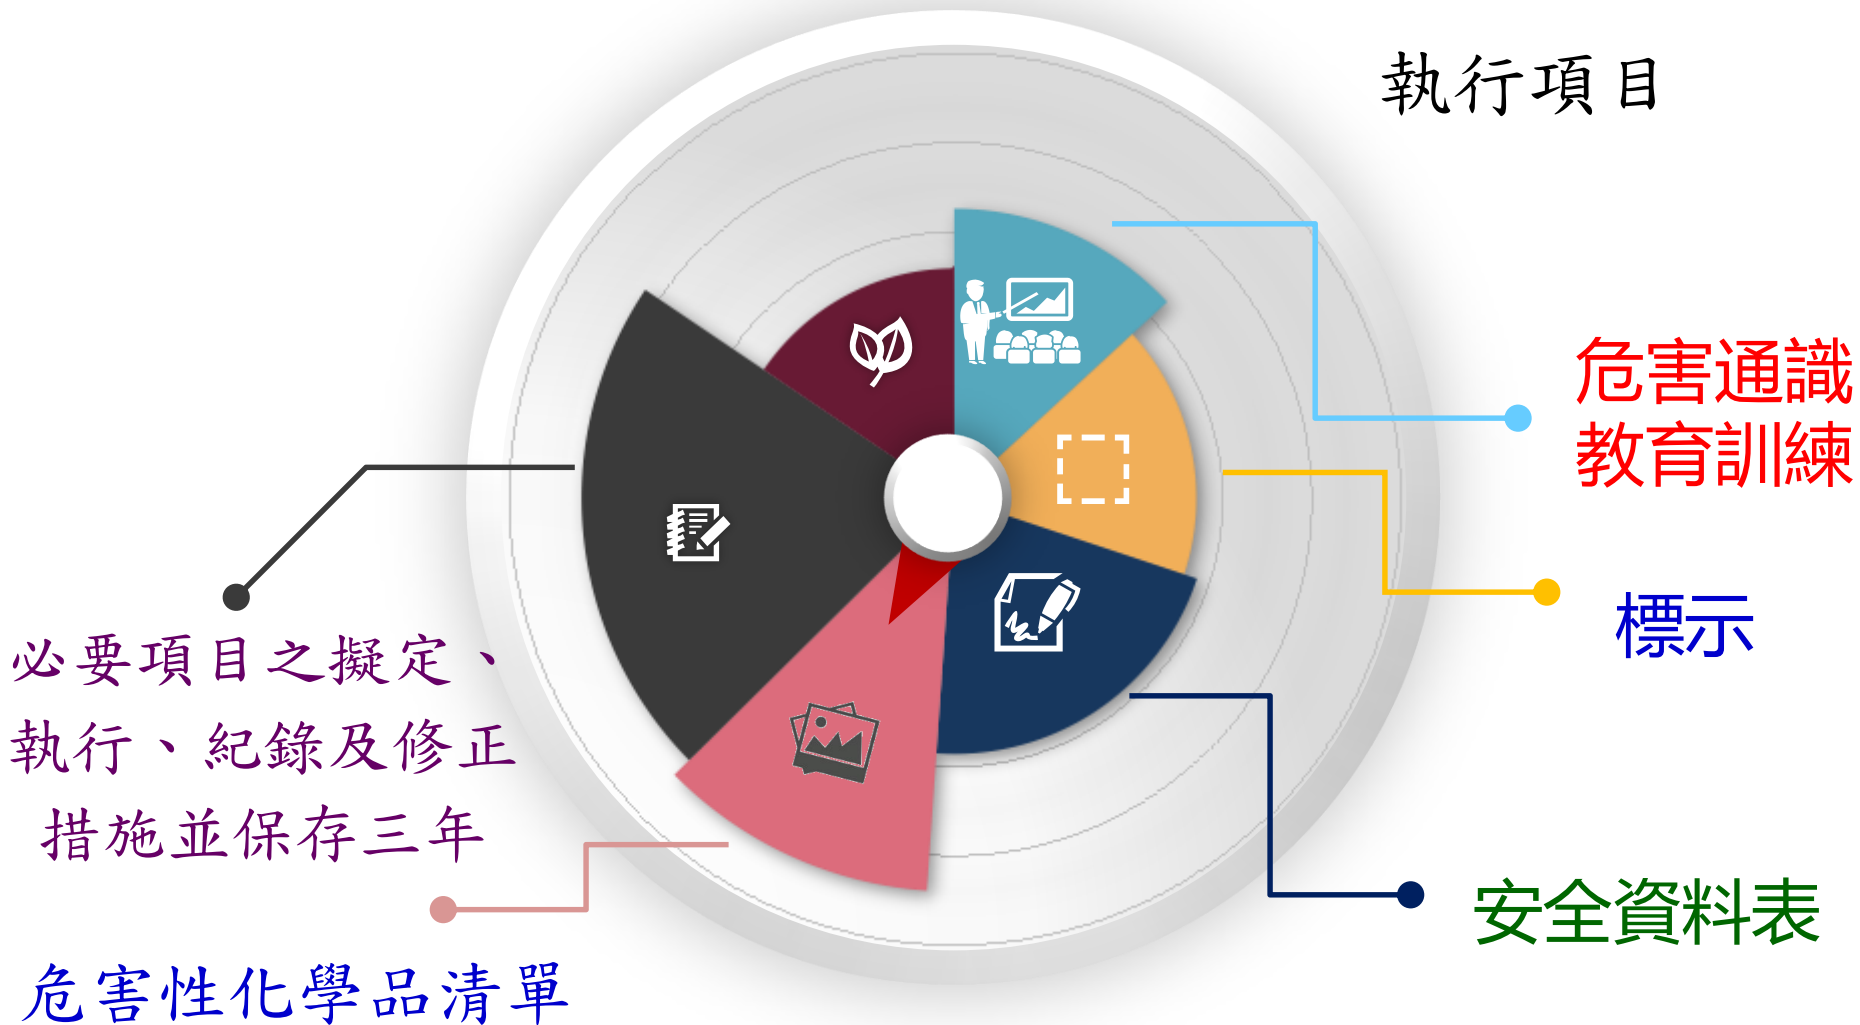 執行項目
危害通識
教育訓練
標示
安全資料表
必要項目之擬定、
執行、紀錄及修正
措施並保存三年
危害性化學品清單